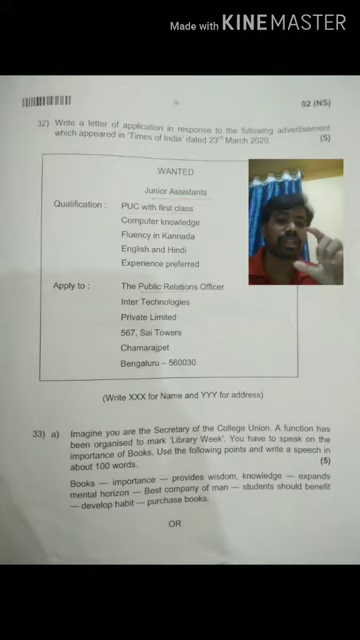 Made with KINEMASTER
02 (NS)
32) Write a letter of application in response to the following advertisement
which appeared in 'Times of India' dated 23rd March 2020. (5)
WANTED
Junior Assistants
Qualification : PUC with first class
Computer knowledge
Fluency in Kannada
English and Hindi
Experience preferred
Apply to : The Public Relations Officer
Inter Technologies
Private Limited
567, Sai Towers
Chamarajpet
Bengaluru – 560030
(Write XXX for Name and YYY for address)
33) a) Imagine you are the Secretary of the College Union. A function has
been organised to mark 'Library Week'. You have to speak on the
importance of Books. Use the following points and write a speech in
about 100 words. (5)
Books — importance — provides wisdom, knowledge — expands
mental horizon — Best company of man — students should benefit
— develop habit — purchase books.
OR